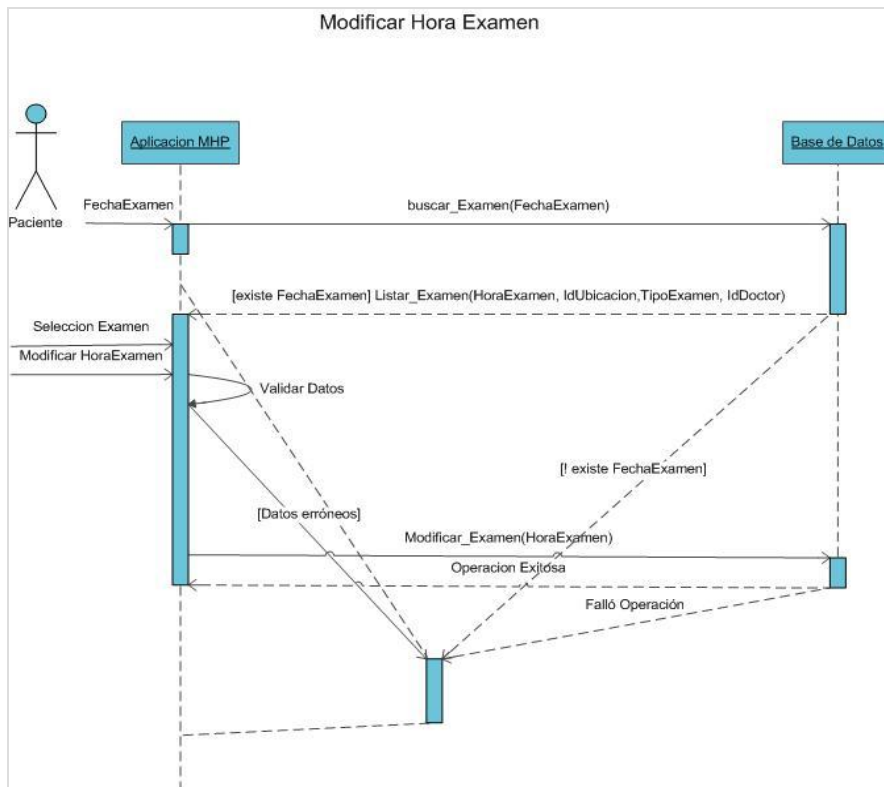 Modificar Hora Examen
Aplicacion MHP
Base de Datos
Paciente
FechaExamen
buscar_Examen(FechaExamen)
[existe FechaExamen] Listar_Examen(HoraExamen, IdUbicacion,TipoExamen, IdDoctor)
Seleccion Examen
Modificar HoraExamen
Validar Datos
[! existe FechaExamen]
[Datos erróneos]
Modificar_Examen(HoraExamen)
Operacion Exitosa
Falló Operación